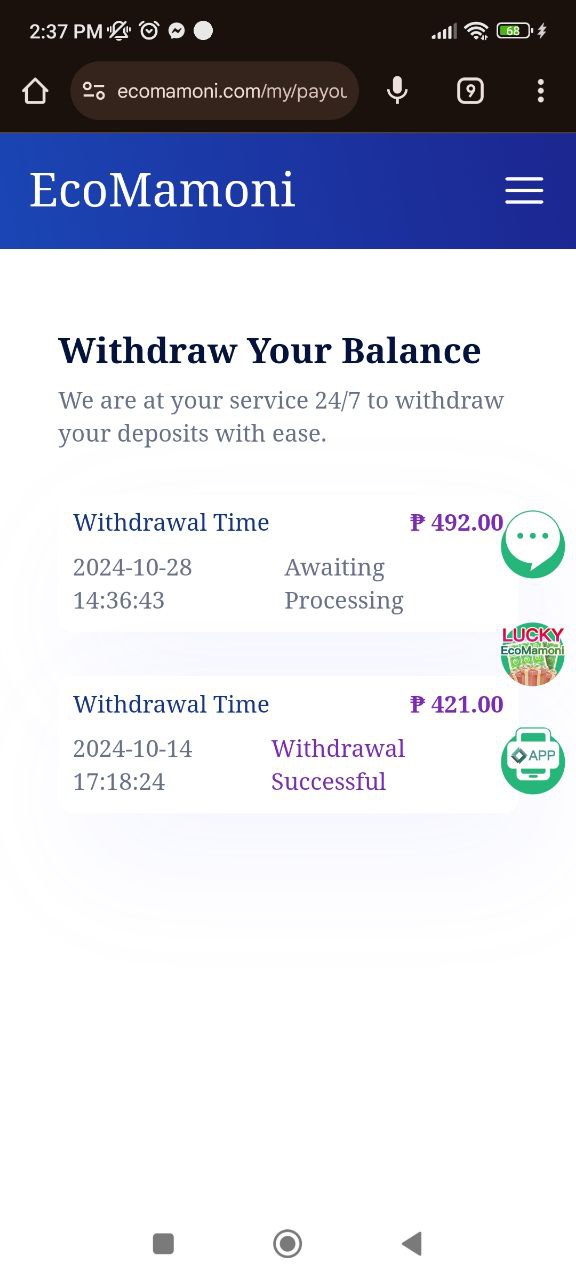 2:37 PM
68
ecomamoni.com/my/payou
9
EcoMamoni
Withdraw Your Balance
We are at your service 24/7 to withdraw
your deposits with ease.
Withdrawal Time ₱ 492.00
2024-10-28 Awaiting
14:36:43 Processing
LUCKY
EcoMamoni
Withdrawal Time ₱ 421.00
2024-10-14 Withdrawal
17:18:24 Successful
APP